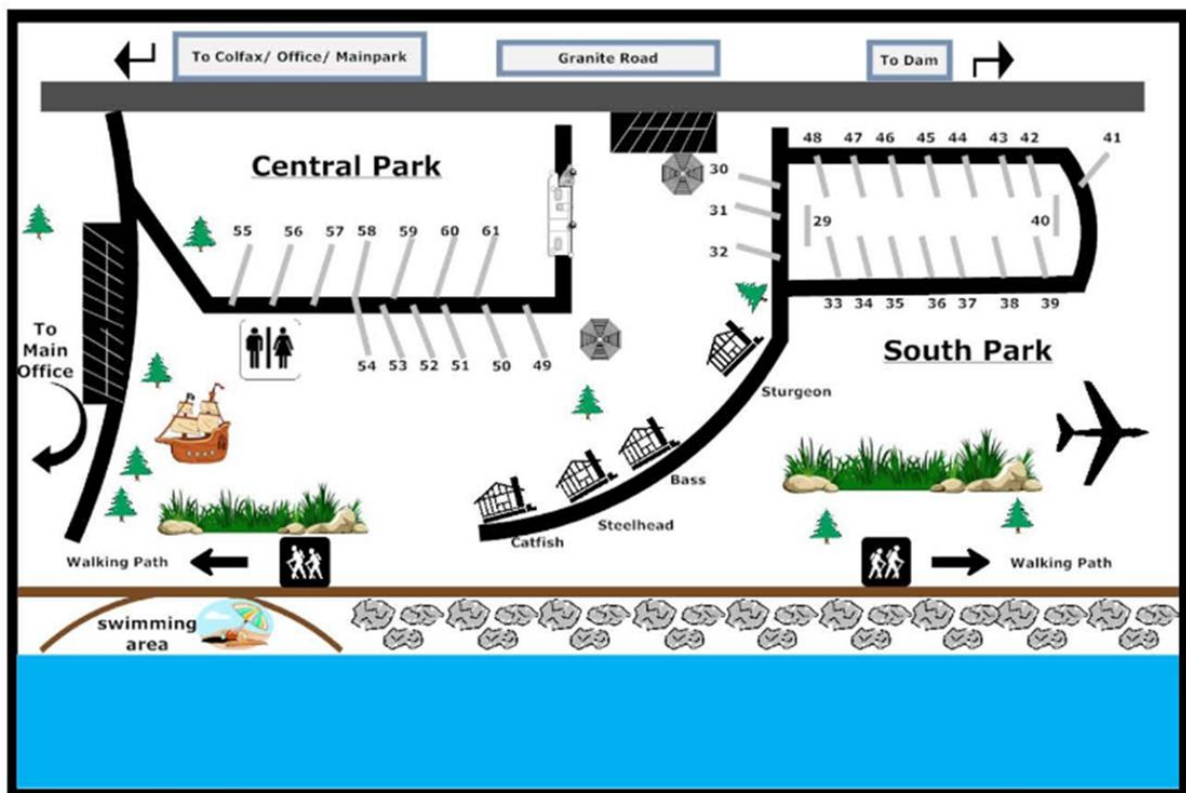 To Colfax/ Office/ Mainpark
Granite Road
To Dam
Central Park
48 47 46 45 44 43 42 41
30
31
32
29
40
55 56 57 58 59 60 61
33 34 35 36 37 38 39
To
Main
Office
54 53 52 51 50 49
South Park
Sturgeon
Bass
Steelhead
Catfish
Walking Path
Walking Path
swimming
area